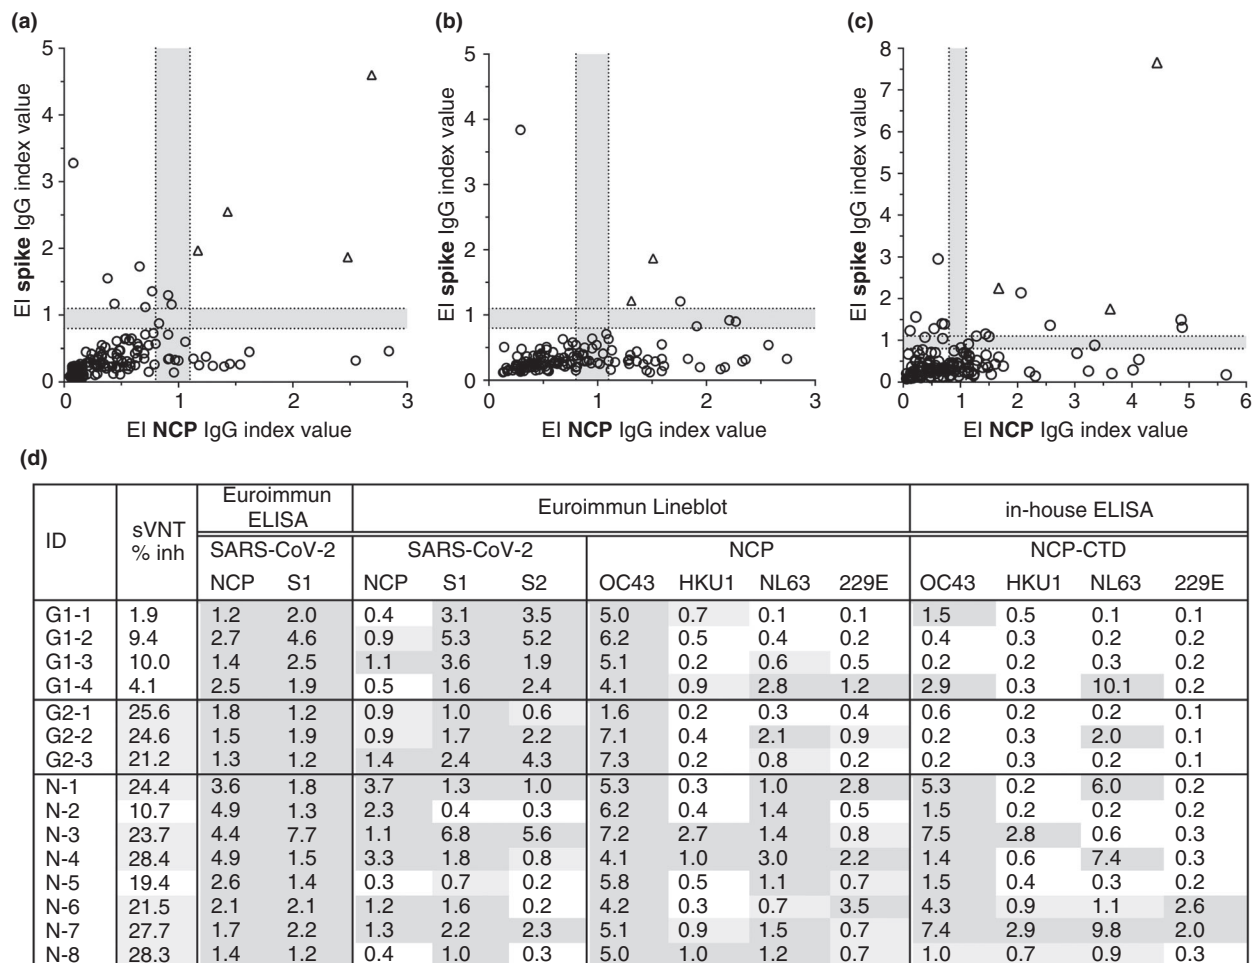 (a)
(b)
(c)
5
4
3
2
1
0
0
1
2
3
EI spike IgG index value
EI NCP IgG index value
5
4
3
2
1
0
0
1
2
3
EI spike IgG index value
EI NCP IgG index value
8
7
6
5
4
3
2
1
0
0
1
2
3
4
5
6
EI spike IgG index value
EI NCP IgG index value
(d)
ID
sVNT
% inh
Euroimmun
ELISA
Euroimmun Lineblot
in-house ELISA
SARS-CoV-2 SARS-CoV-2 NCP NCP-CTD
NCP S1 NCP S1 S2 OC43 HKU1 NL63 229E OC43 HKU1 NL63 229E
G1-1 1.9 1.2 2.0 0.4 3.1 3.5 5.0 0.7 0.1 0.1 1.5 0.5 0.1 0.1
G1-2 9.4 2.7 4.6 0.9 5.3 5.2 6.2 0.5 0.4 0.2 0.4 0.3 0.2 0.2
G1-3 10.0 1.4 2.5 1.1 3.6 1.9 5.1 0.2 0.6 0.5 0.2 0.2 0.3 0.2
G1-4 4.1 2.5 1.9 0.5 1.6 2.4 4.1 0.9 2.8 1.2 2.9 0.3 10.1 0.2
G2-1 25.6 1.8 1.2 0.9 1.0 0.6 1.6 0.2 0.3 0.4 0.6 0.2 0.2 0.1
G2-2 24.6 1.5 1.9 0.9 1.7 2.2 7.1 0.4 2.1 0.9 0.2 0.3 2.0 0.1
G2-3 21.2 1.3 1.2 1.4 2.4 4.3 7.3 0.2 0.8 0.2 0.3 0.2 0.2 0.1
N-1 24.4 3.6 1.8 3.7 1.3 1.0 5.3 0.3 1.0 2.8 5.3 0.2 6.0 0.2
N-2 10.7 4.9 1.3 2.3 0.4 0.3 6.2 0.4 1.4 0.5 1.5 0.2 0.2 0.2
N-3 23.7 4.4 7.7 1.1 6.8 5.6 7.2 2.7 1.4 0.8 7.5 2.8 0.6 0.3
N-4 28.4 4.9 1.5 3.3 1.8 0.8 4.1 1.0 3.0 2.2 1.4 0.6 7.4 0.3
N-5 19.4 2.6 1.4 0.3 0.7 0.2 5.8 0.5 1.1 0.7 1.5 0.4 0.3 0.2
N-6 21.5 2.1 2.1 1.2 1.6 0.2 4.2 0.3 0.7 3.5 4.3 0.9 1.1 2.6
N-7 27.7 1.7 2.2 1.3 2.2 2.3 5.1 0.9 1.5 0.7 7.4 2.9 9.8 2.0
N-8 28.3 1.4 1.2 0.4 1.0 0.3 5.0 1.0 1.2 0.7 1.0 0.7 0.9 0.3